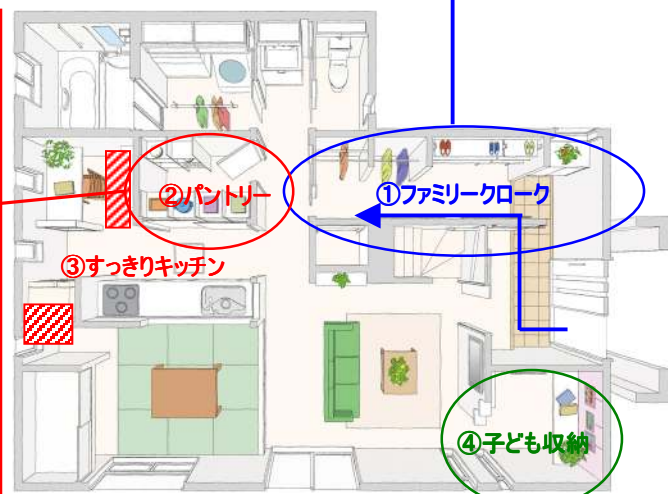 ①ファミリークローク
②パントリー
③すっきりキッチン
④子ども収納